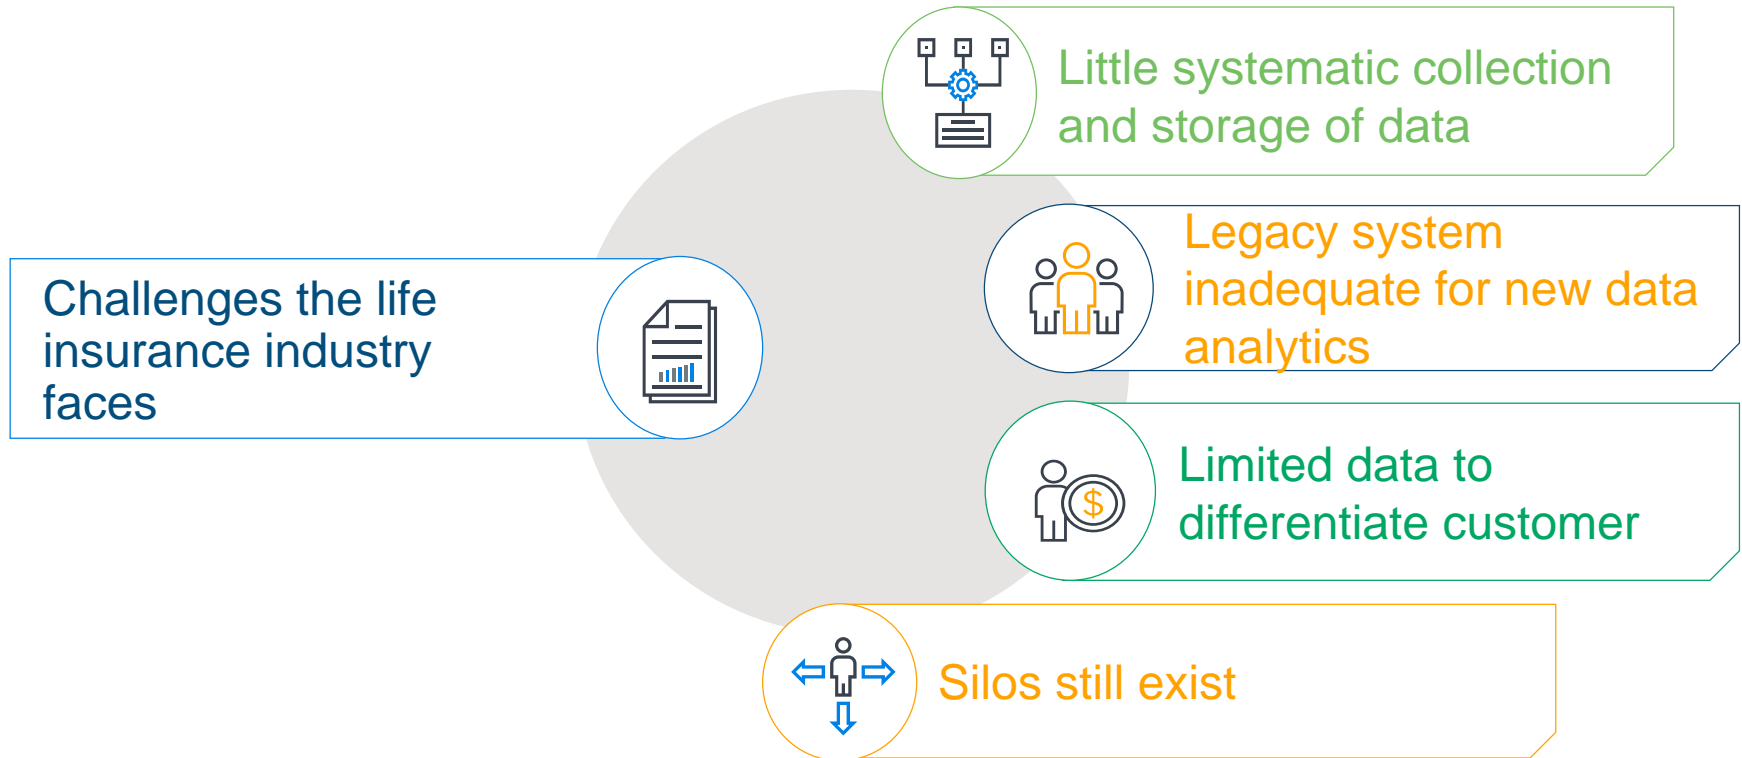 Little systematic collection
and storage of data
Legacy system
inadequate for new data
analytics
Challenges the life
insurance industry
faces
Limited data to
differentiate customer
$
Silos still exist